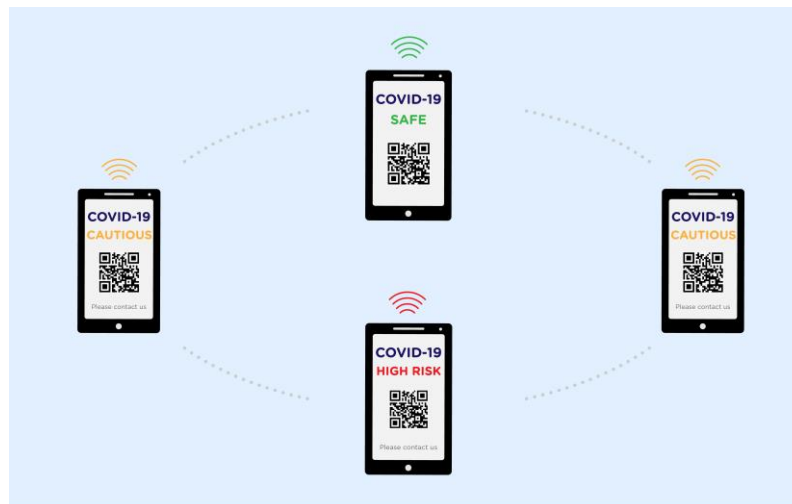 COVID-19
SAFE
COVID-19
CAUTIOUS
Please contact us
COVID-19
CAUTIOUS
Please contact us
COVID-19
HIGH RISK
Please contact us